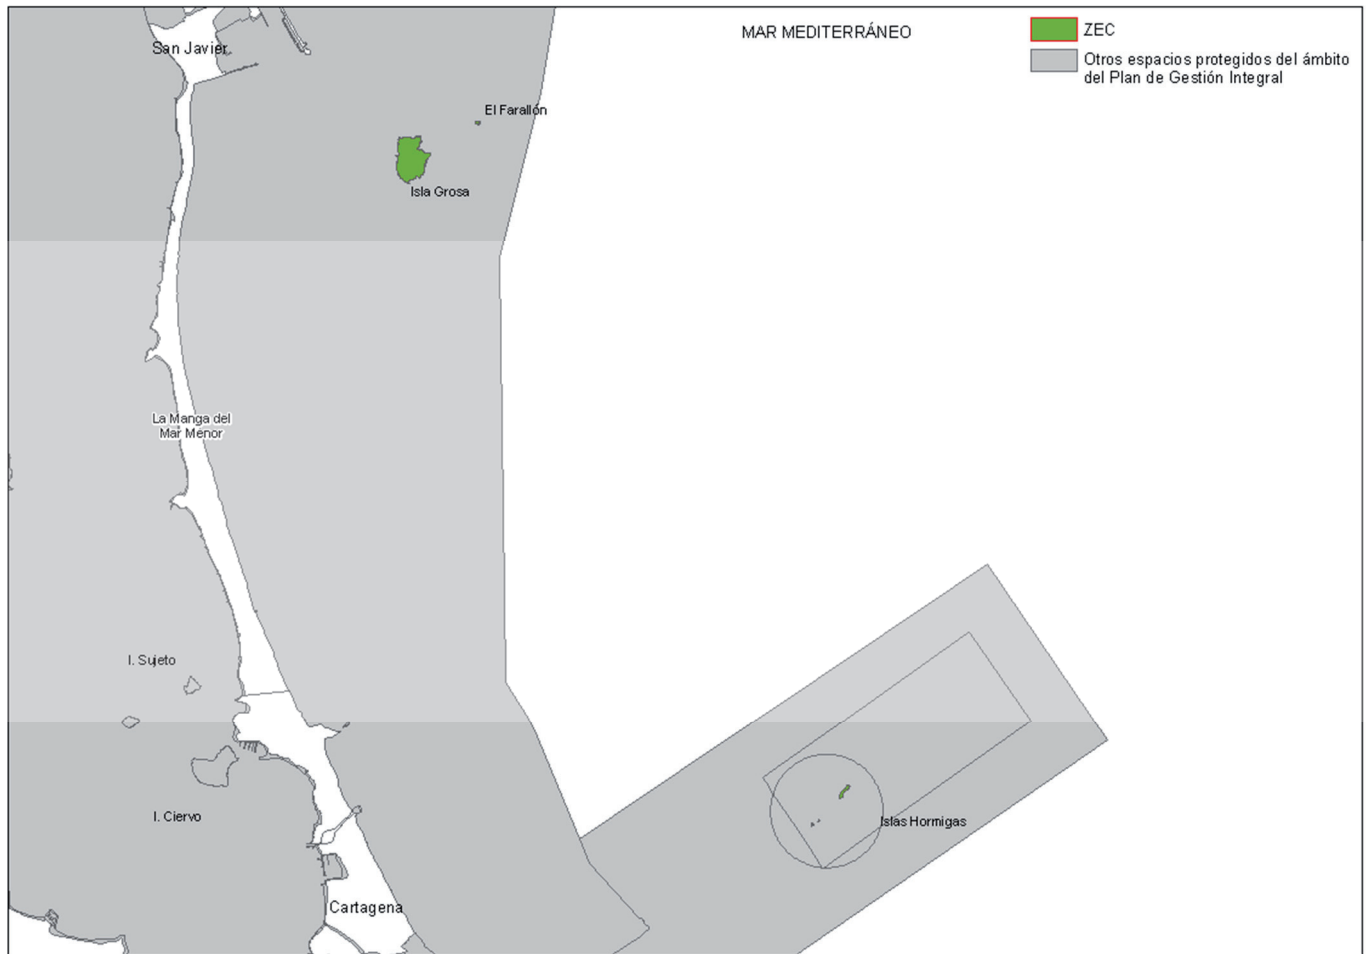 MAR MEDITERRÁNEO
ZEC
Otros espacios protegidos del ámbito
del Plan de Gestión Integral
San Javier
El Farallón
Isla Grosa
La Manga del
Mar Menor
I. Sujeto
I. Ciervo
Islas Hormigas
Cartagena